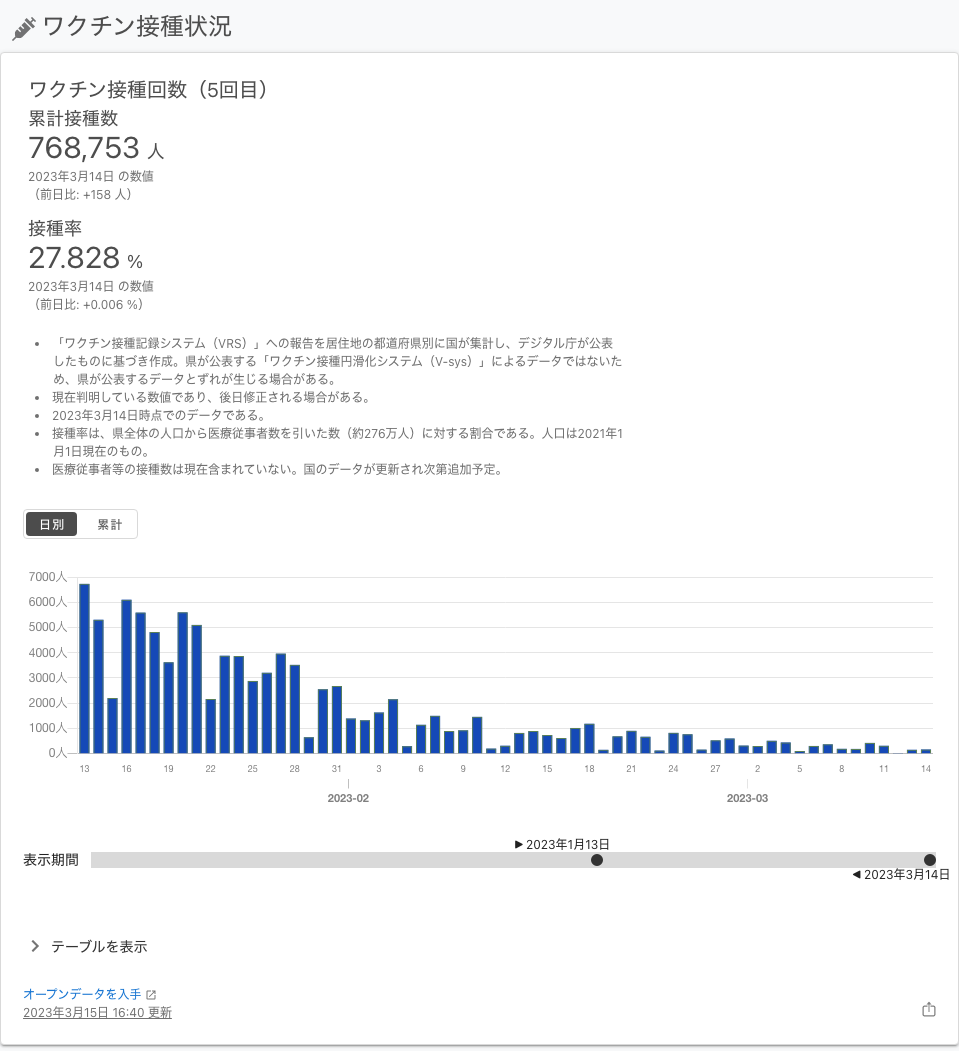 ワクチン接種状況
ワクチン接種回数（5回目）
累計接種数
768,753 人
2023年3月14日 の数値
（前日比: +158 人）
接種率
27.828 %
2023年3月14日 の数値
（前日比: +0.006 %）
• 「ワクチン接種記録システム（VRS）」への報告を居住地の都道府県別に国が集計し、デジタル庁が公表
したものに基づき作成。県が公表する「ワクチン接種円滑化システム（V-sys）」によるデータではないた
め、県が公表するデータとずれが生じる場合がある。
• 現在判明している数値であり、後日修正される場合がある。
• 2023年3月14日時点でのデータである。
• 接種率は、県全体の人口から医療従事者数を引いた数（約276万人）に対する割合である。人口は2021年1
月1日現在のもの。
• 医療従事者等の接種数は現在含まれていない。国のデータが更新され次第追加予定。
日別 累計
7000人
6000人
5000人
4000人
3000人
2000人
1000人
0人
13 16 19 22 25 28 31 3 6 9 12 15 18 21 24 27 2 5 8 11 14
2023-02 2023-03
▶ 2023年1月13日
表示期間
◀ 2023年3月14日
テーブルを表示
オープンデータを入手
2023年3月15日 16:40 更新